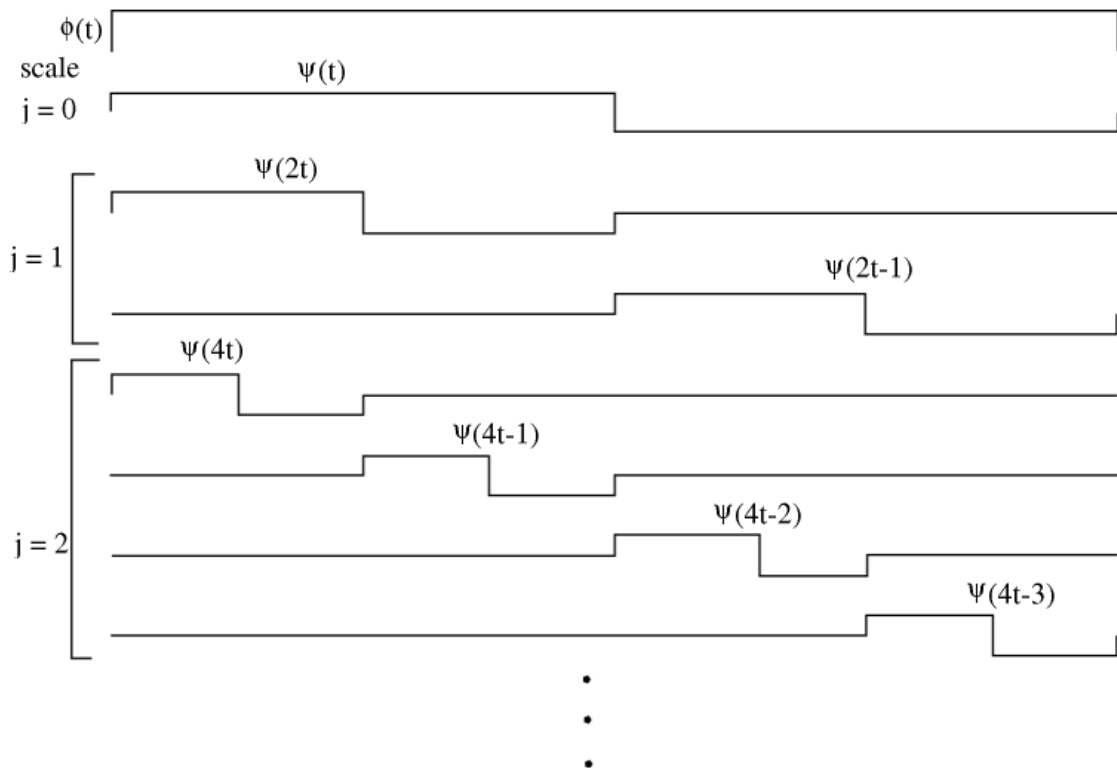 ϕ(t)
scale
ψ(t)
j = 0
ψ(2t)
j = 1
ψ(2t-1)
ψ(4t)
ψ(4t-1)
ψ(4t-2)
j = 2
ψ(4t-3)